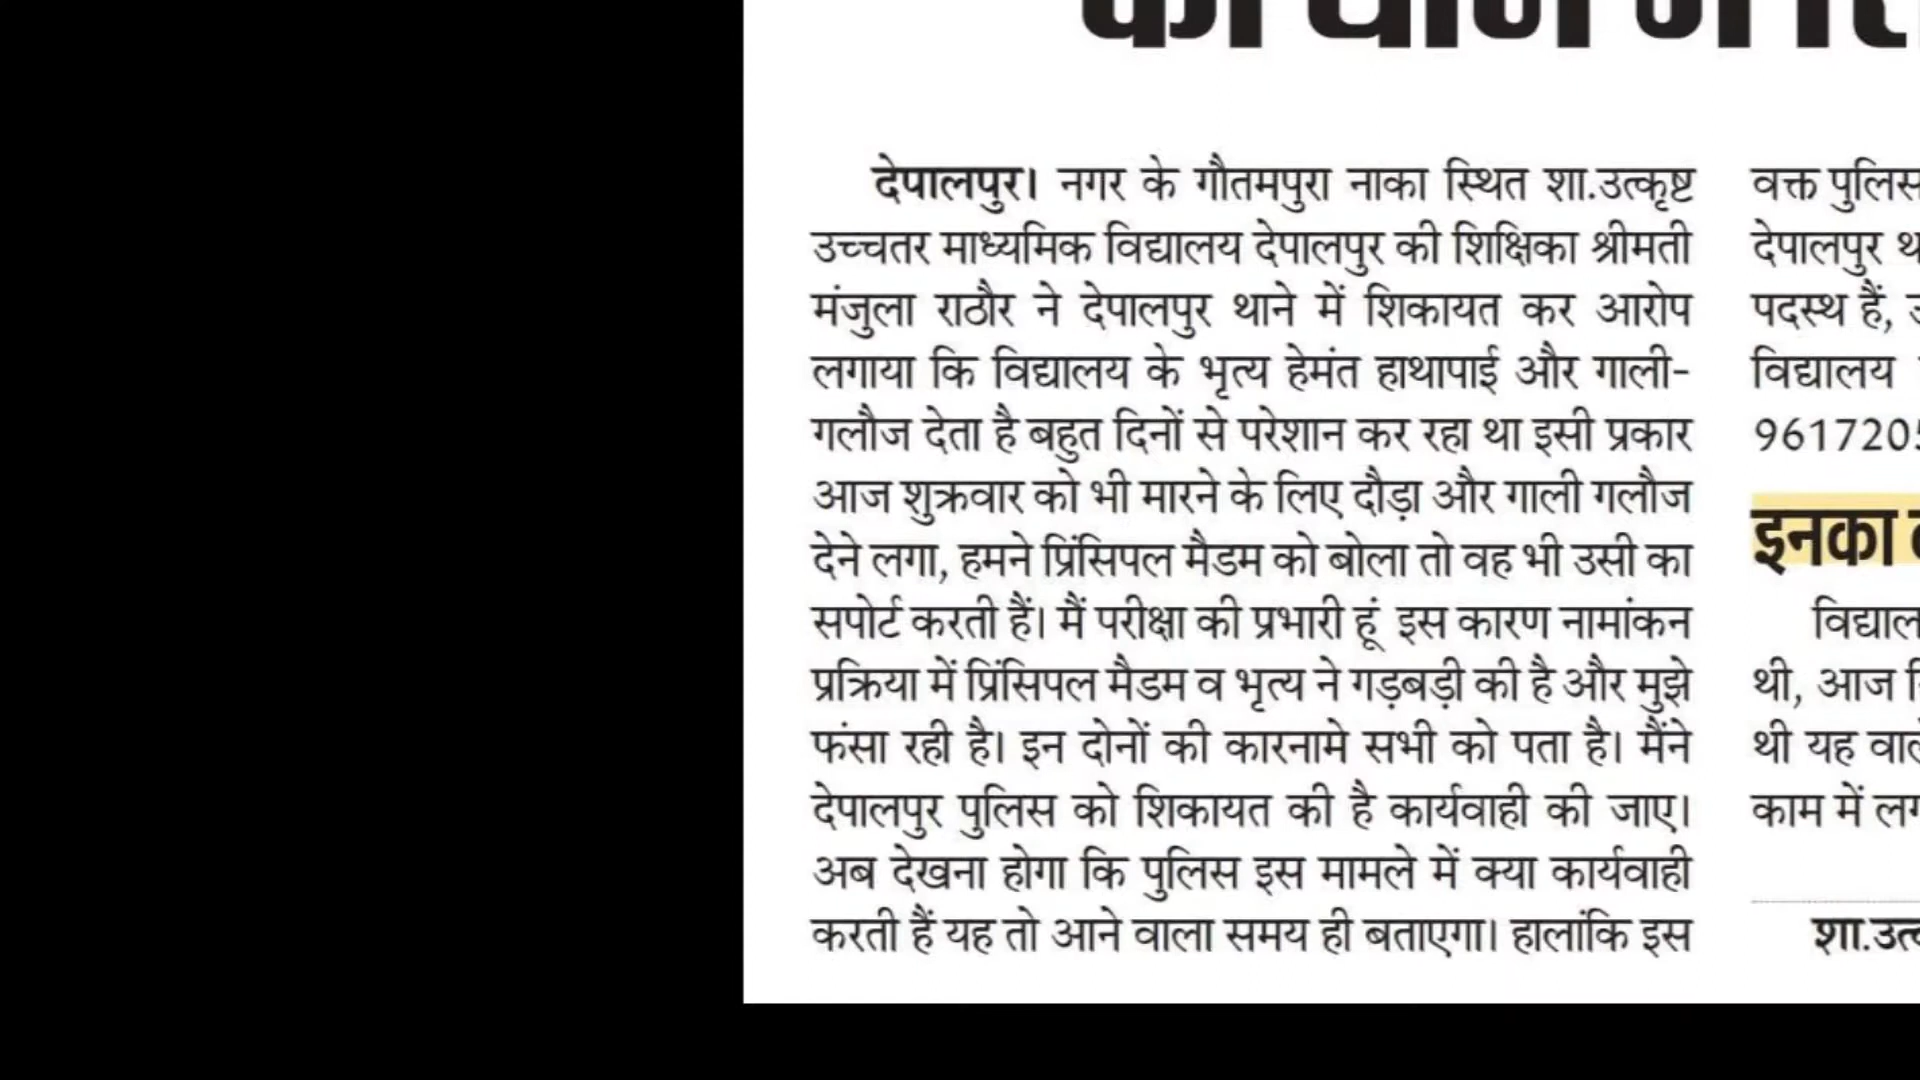 देपालपुर। नगर के गौतमपुरा नाका स्थित शा.उत्कृष्ट
उच्चतर माध्यमिक विद्यालय देपालपुर की शिक्षिका श्रीमती
मंजुला राठौर ने देपालपुर थाने में शिकायत कर आरोप
लगाया कि विद्यालय के भृत्य हेमंत हाथापाई और गाली-
गलौज देता है बहुत दिनों से परेशान कर रहा था इसी प्रकार
आज शुक्रवार को भी मारने के लिए दौड़ा और गाली गलौज
देने लगा, हमने प्रिंसिपल मैडम को बोला तो वह भी उसी का
सपोर्ट करती हैं। मैं परीक्षा की प्रभारी हूं इस कारण नामांकन
प्रक्रिया में प्रिंसिपल मैडम व भृत्य ने गड़बड़ी की है और मुझे
फंसा रही है। इन दोनों की कारनामे सभी को पता है। मैंने
देपालपुर पुलिस को शिकायत की है कार्यवाही की जाए।
अब देखना होगा कि पुलिस इस मामले में क्या कार्यवाही
करती हैं यह तो आने वाला समय ही बताएगा। हालांकि इस
वक्त पुलिस
देपालपुर
पदस्थ हैं,
विद्यालय
961720
इनका
थी, आज
थी यह
काम में